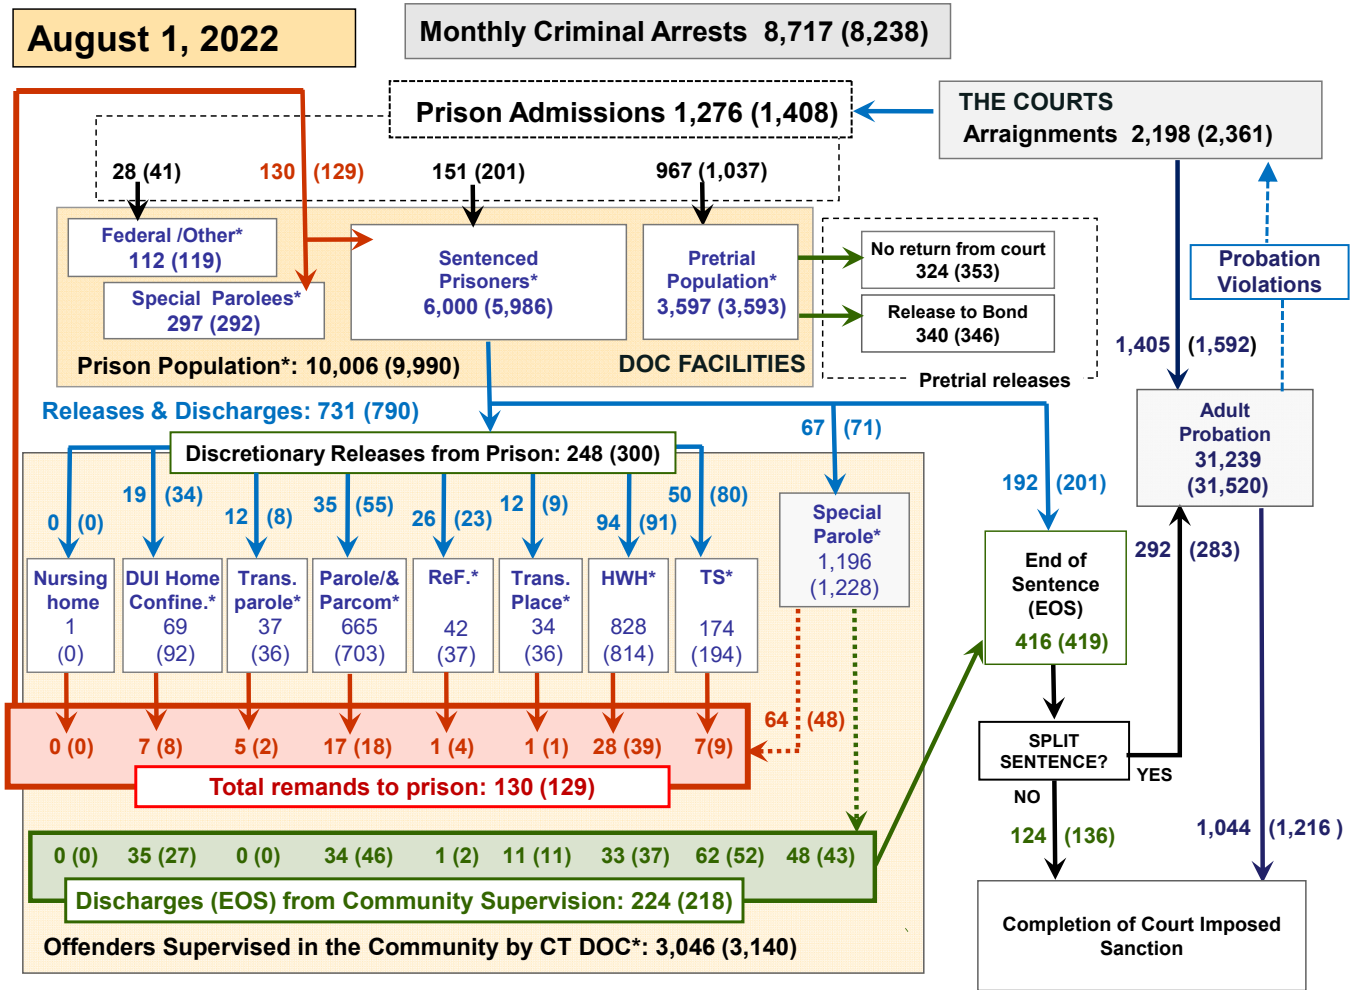 August 1, 2022
Monthly Criminal Arrests 8,717 (8,238)
Prison Admissions 1,276 (1,408)
THE COURTS
Arraignments 2,198 (2,361)
28 (41)
130 (129)
151 (201)
967 (1,037)
Federal /Other*
112 (119)
Special Parolees*
297 (292)
Sentenced
Prisoners*
6,000 (5,986)
Pretrial
Population*
3,597 (3,593)
No return from court
324 (353)
Release to Bond
340 (346)
Pretrial releases
Probation
Violations
Prison Population*: 10,006 (9,990)
DOC FACILITIES
1,405 (1,592)
Releases & Discharges: 731 (790)
Adult
Probation
31,239
(31,520)
67 (71)
Discretionary Releases from Prison: 248 (300)
192 (201)
0 (0)
19 (34)
12 (8)
35 (55)
26 (23)
12 (9)
94 (91)
50 (80)
Special
Parole*
1,196
(1,228)
292 (283)
End of
Sentence
(EOS)
416 (419)
Nursing
home
1
(0)
DUI Home
Confine.*
69
(92)
Trans.
parole*
37
(36)
Parole/&
Parcom*
665
(703)
ReF.*
42
(37)
Trans.
Place*
34
(36)
HWH*
828
(814)
TS*
174
(194)
64 (48)
0 (0)
7 (8)
5 (2)
17 (18)
1 (4)
1 (1)
28 (39)
7(9)
Total remands to prison: 130 (129)
SPLIT
SENTENCE?
YES
NO
124 (136)
1,044 (1,216 )
0 (0)
35 (27)
0 (0)
34 (46)
1 (2)
11 (11)
33 (37)
62 (52)
48 (43)
Discharges (EOS) from Community Supervision: 224 (218)
Offenders Supervised in the Community by CT DOC*: 3,046 (3,140)
Completion of Court Imposed
Sanction